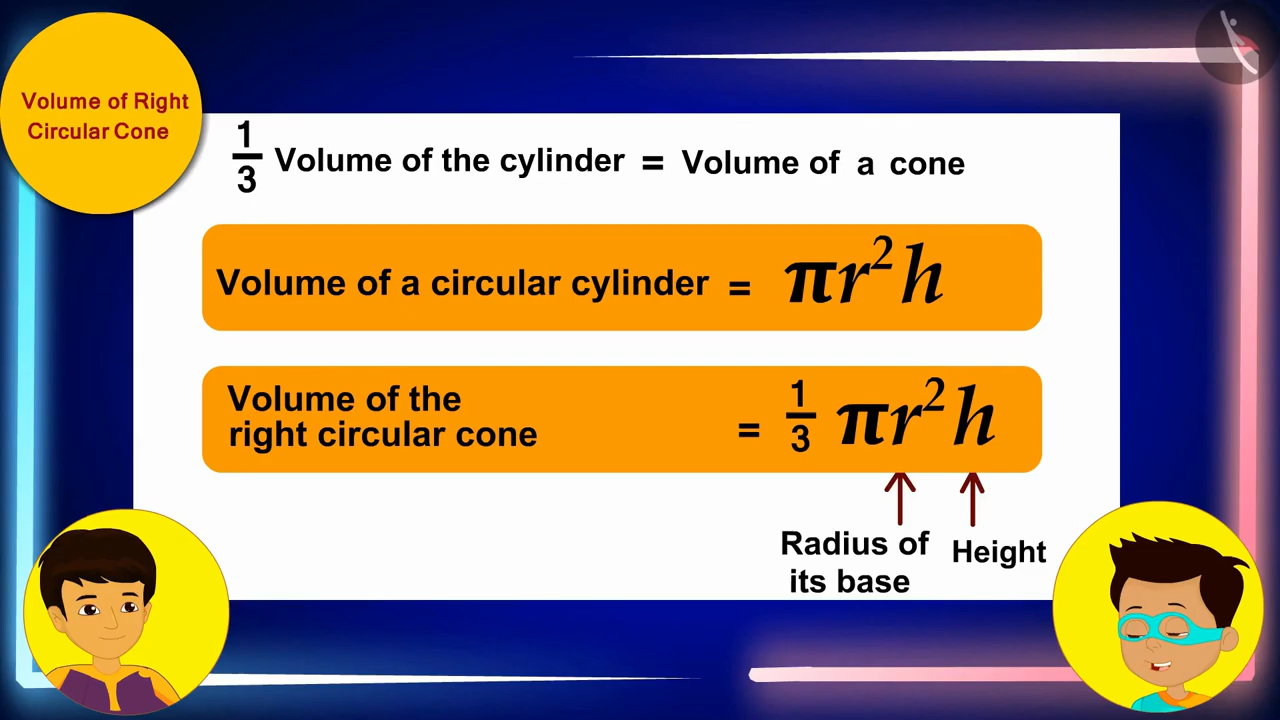 Volume of Right
Circular Cone
1/3 Volume of the cylinder = Volume of a cone
Volume of a circular cylinder = πr²h
Volume of the
right circular cone = 1/3 πr²h
Radius of its base
Height